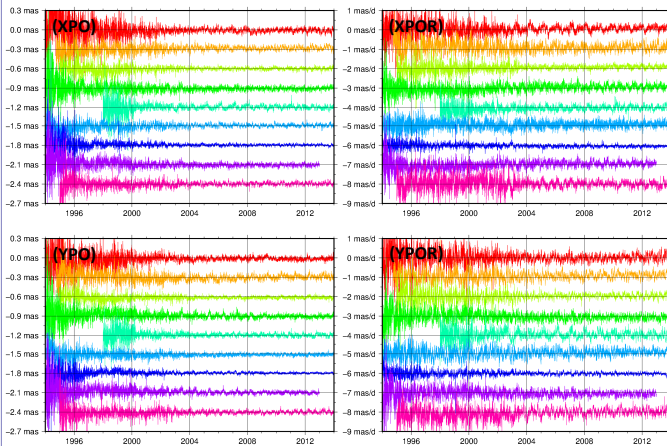 (XPO)
0.3 mas
0.0 mas
−0.3 mas
−0.6 mas
−0.9 mas
−1.2 mas
−1.5 mas
−1.8 mas
−2.1 mas
−2.4 mas
−2.7 mas
1996 2000 2004 2008 2012
(XPOR)
1 mas/d
0 mas/d
−1 mas/d
−2 mas/d
−3 mas/d
−4 mas/d
−5 mas/d
−6 mas/d
−7 mas/d
−8 mas/d
−9 mas/d
1996 2000 2004 2008 2012
(YPO)
0.3 mas
0.0 mas
−0.3 mas
−0.6 mas
−0.9 mas
−1.2 mas
−1.5 mas
−1.8 mas
−2.1 mas
−2.4 mas
−2.7 mas
1996 2000 2004 2008 2012
(YPOR)
1 mas/d
0 mas/d
−1 mas/d
−2 mas/d
−3 mas/d
−4 mas/d
−5 mas/d
−6 mas/d
−7 mas/d
−8 mas/d
−9 mas/d
1996 2000 2004 2008 2012